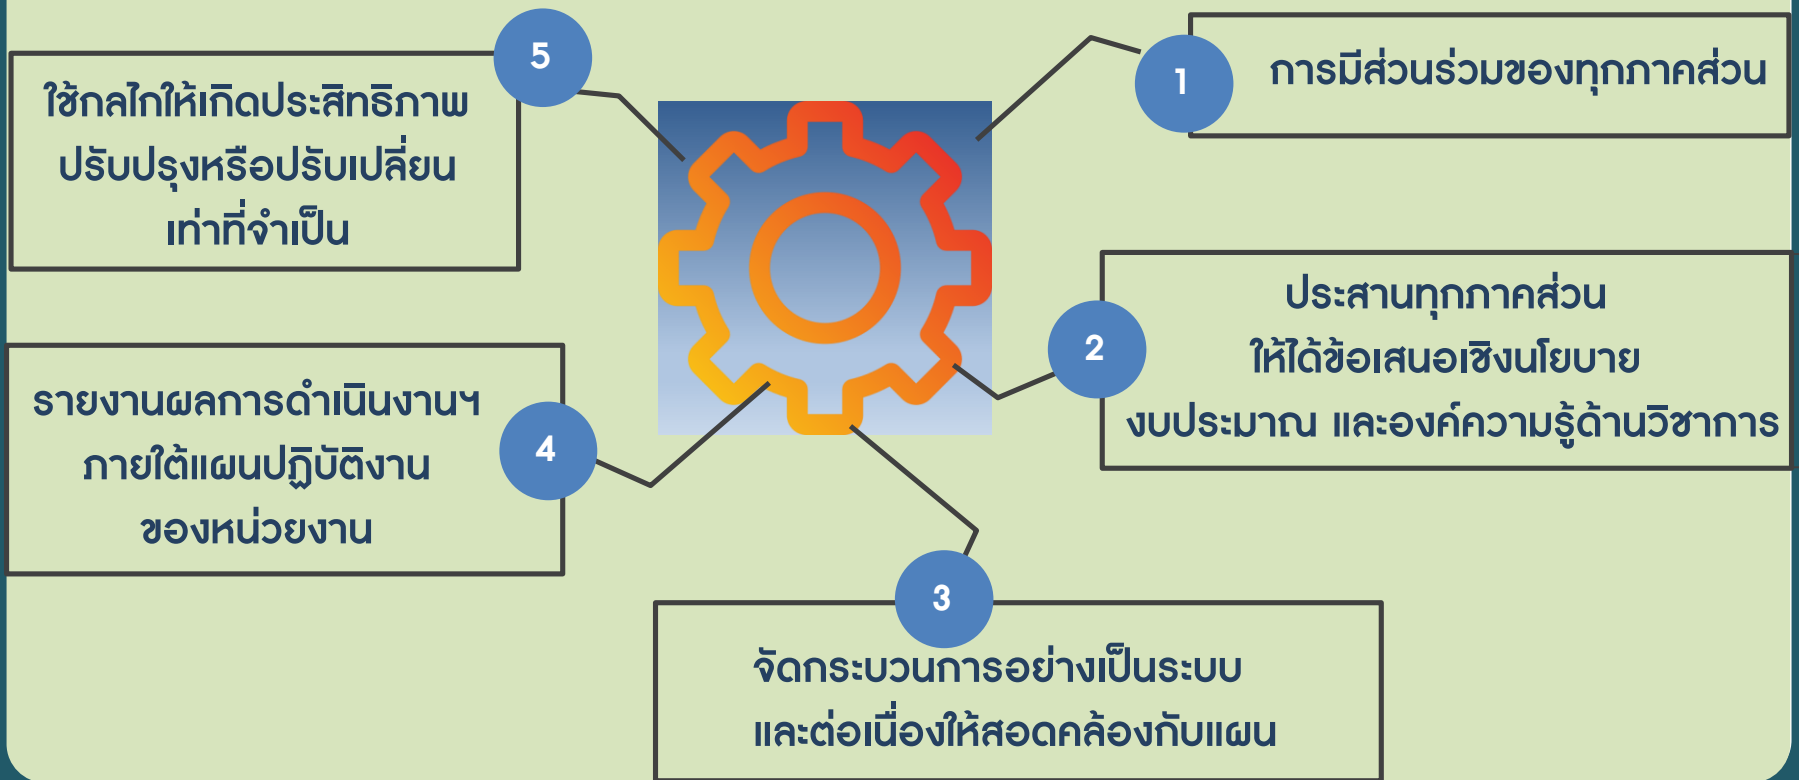 1
การมีส่วนร่วมของทุกภาคส่วน
2
ประสานทุกภาคส่วน
ให้ได้ข้อเสนอเชิงนโยบาย
งบประมาณ และองค์ความรู้ด้านวิชาการ
3
จัดกระบวนการอย่างเป็นระบบ
และต่อเนื่องให้สอดคล้องกับแผน
4
รายงานผลการดำเนินงานฯ
ภายใต้แผนปฏิบัติงาน
ของหน่วยงาน
5
ใช้กลไกให้เกิดประสิทธิภาพ
ปรับปรุงหรือปรับเปลี่ยน
เท่าที่จำเป็น